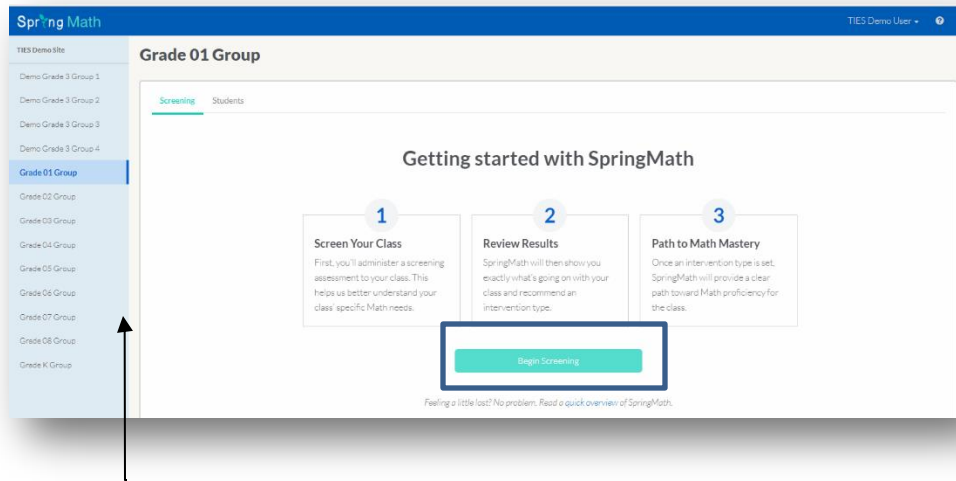 Spring Math
TIES Demo User
TIES Demo Site
Demo Grade 3 Group 1
Demo Grade 3 Group 2
Demo Grade 3 Group 3
Demo Grade 3 Group 4
Grade 01 Group
Grade 02 Group
Grade 03 Group
Grade 04 Group
Grade 05 Group
Grade 06 Group
Grade 07 Group
Grade 08 Group
Grade K Group
Grade 01 Group
Screening Students
Getting started with SpringMath
1
Screen Your Class
First, you'll administer a screening
assessment to your class. This
helps us better understand your
class' specific Math needs.
2
Review Results
SpringMath will then show you
exactly what's going on with your
class and recommend an
intervention type.
3
Path to Math Mastery
Once an intervention type is set,
SpringMath will provide a clear
path toward Math proficiency for
the class.
Begin Screening
Feeling a little lost? No problem. Read a quick overview of SpringMath.